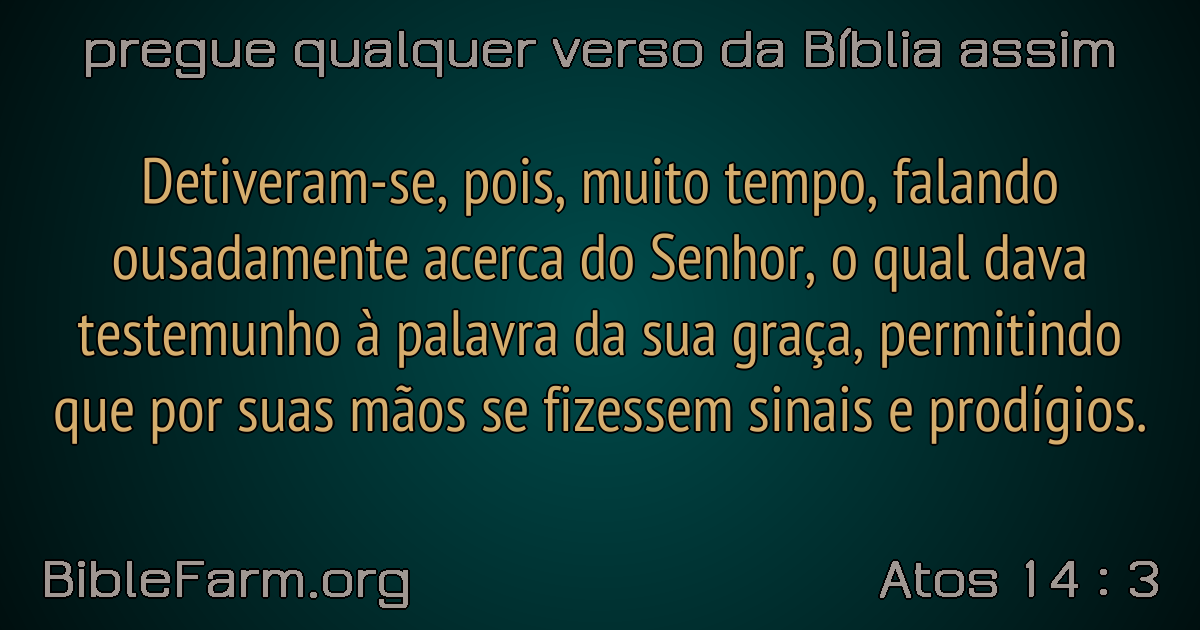 pregue qualquer verso da Bíblia assim
Detiveram-se, pois, muito tempo, falando
ousadamente acerca do Senhor, o qual dava
testemunho à palavra da sua graça, permitindo
que por suas mãos se fizessem sinais e prodígios.
BibleFarm.org
Atos 14 : 3